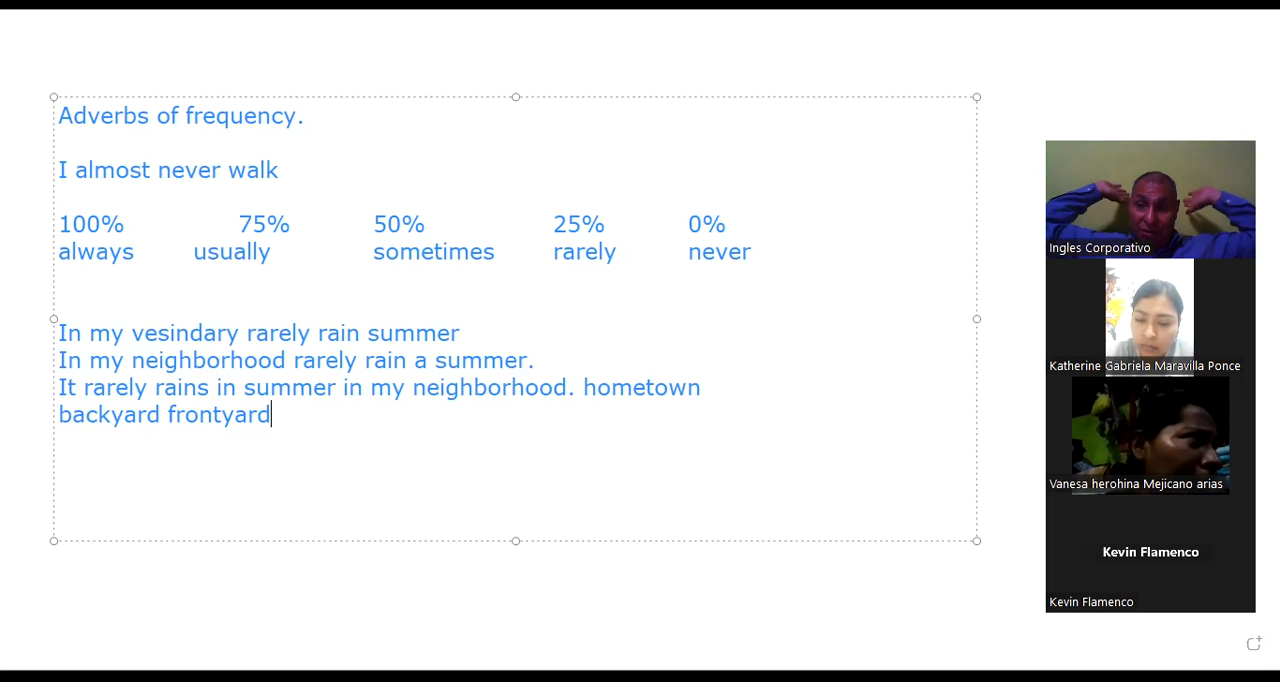 Adverbs of frequency.
I almost never walk
100% 75% 50% 25% 0%
always usually sometimes rarely never
In my vesindary rarely rain summer
In my neighborhood rarely rain a summer.
It rarely rains in summer in my neighborhood. hometown
backyard frontyard
Ingles Corporativo
Katherine Gabriela Maravilla Ponce
Vanesa herohina Mejicano arias
Kevin Flamenco
Kevin Flamenco